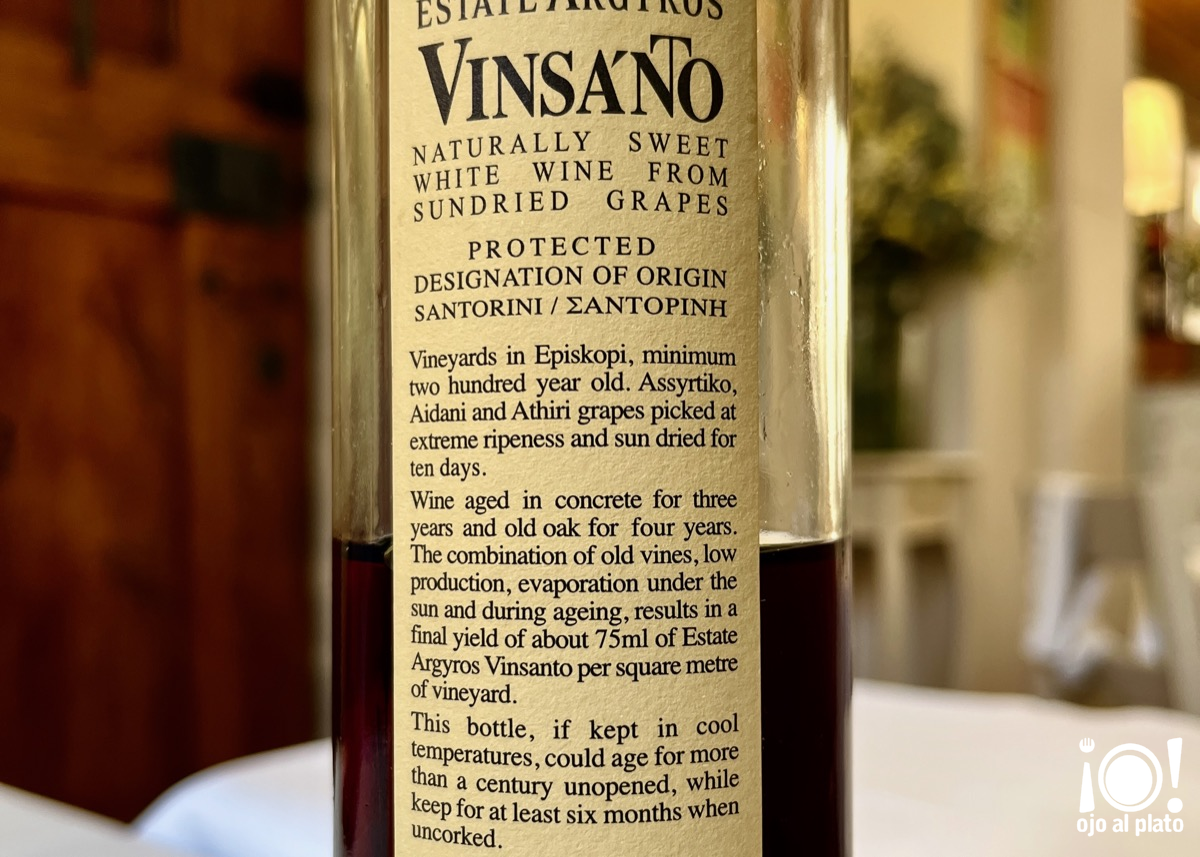 ESTATE ARGYROS
VINSANTO
NATURALLY SWEET
WHITE WINE FROM
SUNDRIED GRAPES
PROTECTED
DESIGNATION OF ORIGIN
SANTORINI / ΣΑΝΤΟΡΙΝΗ
Vineyards in Episkopi, minimum
two hundred year old. Assyrtiko,
Aidani and Athiri grapes picked at
extreme ripeness and sun dried for
ten days.
Wine aged in concrete for three
years and old oak for four years.
The combination of old vines, low
production, evaporation under the
sun and during ageing, results in a
final yield of about 75ml of Estate
Argyros Vinsanto per square metre
of vineyard.
This bottle, if kept in cool
temperatures, could age for more
than a century unopened, while
keep for at least six months when
uncorked.
¡O!
ojo al plato